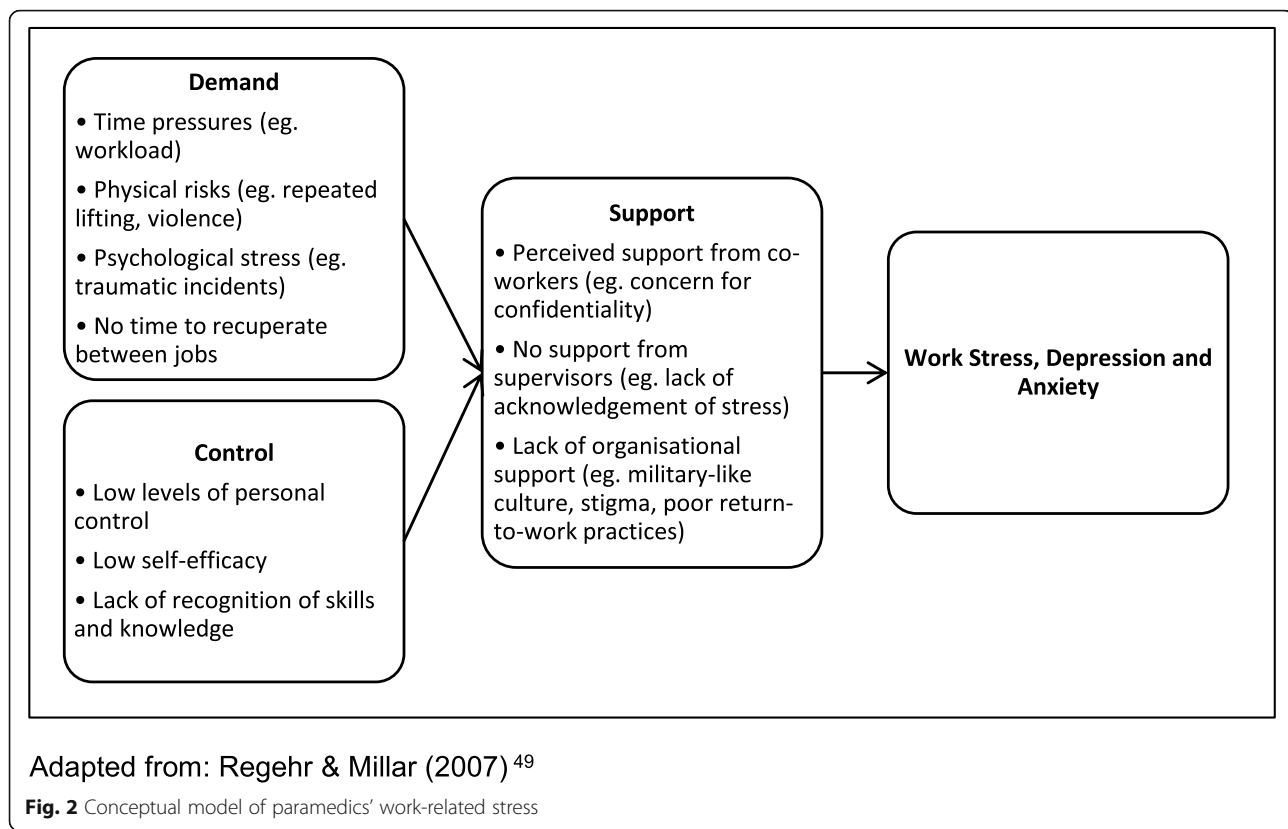 Demand
• Time pressures (eg.
workload)
• Physical risks (eg. repeated
lifting, violence)
• Psychological stress (eg.
traumatic incidents)
• No time to recuperate
between jobs
Control
• Low levels of personal
control
• Low self-efficacy
• Lack of recognition of skills
and knowledge
Support
• Perceived support from co-
workers (eg. concern for
confidentiality)
• No support from
supervisors (eg. lack of
acknowledgement of stress)
• Lack of organisational
support (eg. military-like
culture, stigma, poor return-
to-work practices)
Work Stress, Depression and
Anxiety
Adapted from: Regehr & Millar (2007) 49
Fig. 2 Conceptual model of paramedics’ work-related stress